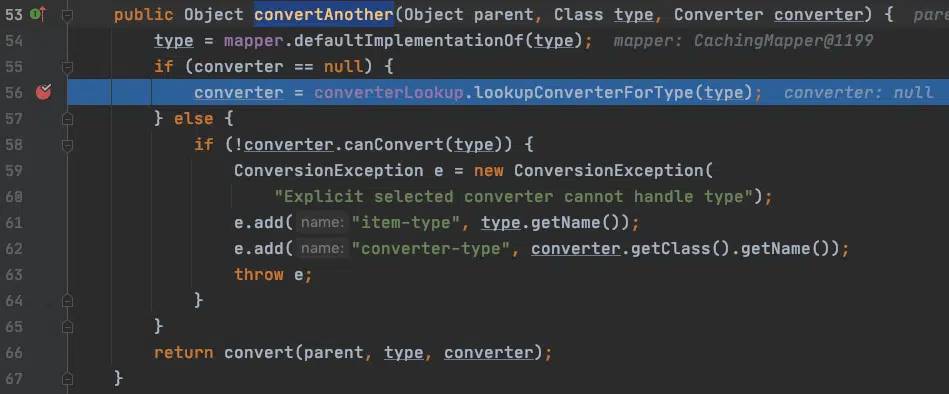 53 public Object convertAnother(Object parent, Class type, Converter converter) { pare
54 type = mapper.defaultImplementationOf(type); mapper: CachingMapper@1199
55 if (converter == null) {
56 converter = converterLookup.lookupConverterForType(type); converter: null
57 } else {
58 if (!converter.canConvert(type)) {
59 ConversionException e = new ConversionException(
60 "Explicit selected converter cannot handle type");
61 e.add( name: "item-type", type.getName());
62 e.add( name: "converter-type", converter.getClass().getName());
63 throw e;
64 }
65 }
66 return convert(parent, type, converter);
67 }